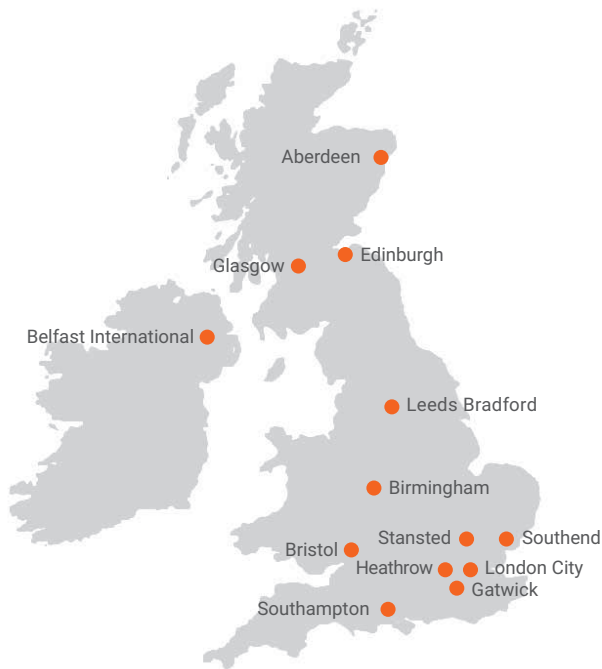 Aberdeen
Edinburgh
Glasgow
Belfast International
Leeds Bradford
Birmingham
Stansted
Southend
Bristol
Heathrow
London City
Gatwick
Southampton